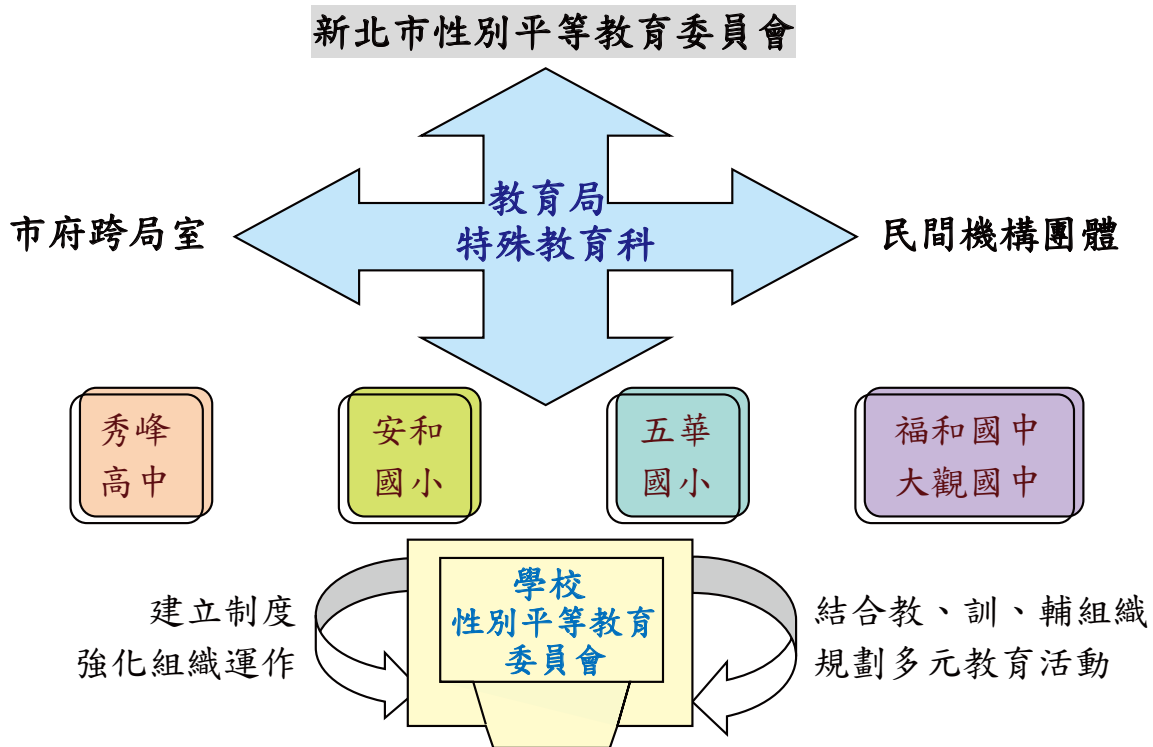 新北市性別平等教育委員會
教育局
特殊教育科
市府跨局室
民間機構團體
秀峰
高中
安和
國小
五華
國小
福和國中
大觀國中
學校
性別平等教育
委員會
建立制度
強化組織運作
結合教、訓、輔組織
規劃多元教育活動